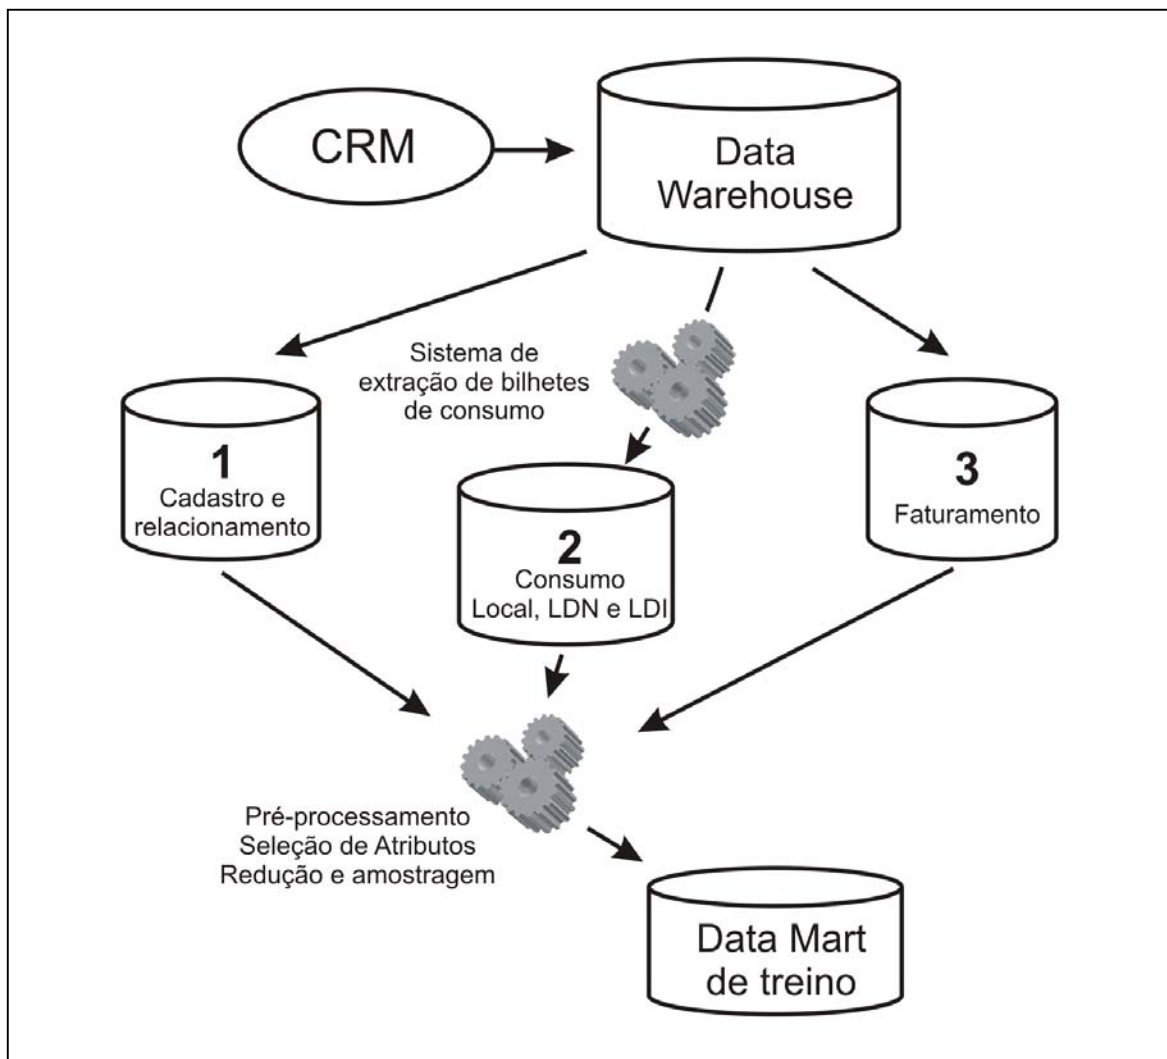 CRM
Data
Warehouse
Sistema de
extração de bilhetes
de consumo
1
Cadastro e
relacionamento
2
Consumo
Local, LDN e LDI
3
Faturamento
Pré-processamento
Seleção de Atributos
Redução e amostragem
Data Mart
de treino